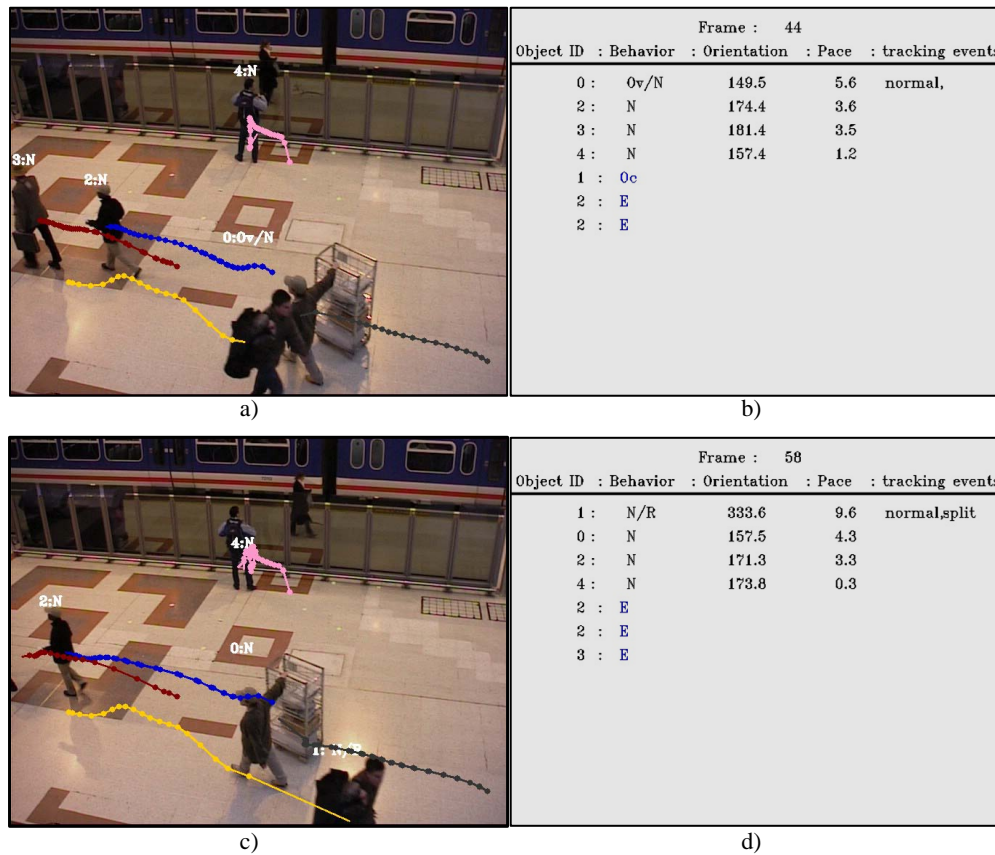 4:N
3:N
2:N
0:Ov/N
a)
Frame : 44
Object ID : Behavior : Orientation : Pace : tracking events
0 : Ov/N 149.5 5.6 normal,
2 : N 174.4 3.6
3 : N 181.4 3.5
4 : N 157.4 1.2
1 : Oc
2 : E
2 : E
b)
4:N
2:N
0:N
1: N/R
c)
Frame : 58
Object ID : Behavior : Orientation : Pace : tracking events
1 : N/R 333.6 9.6 normal,split
0 : N 157.5 4.3
2 : N 171.3 3.3
4 : N 173.8 0.3
2 : E
2 : E
3 : E
d)